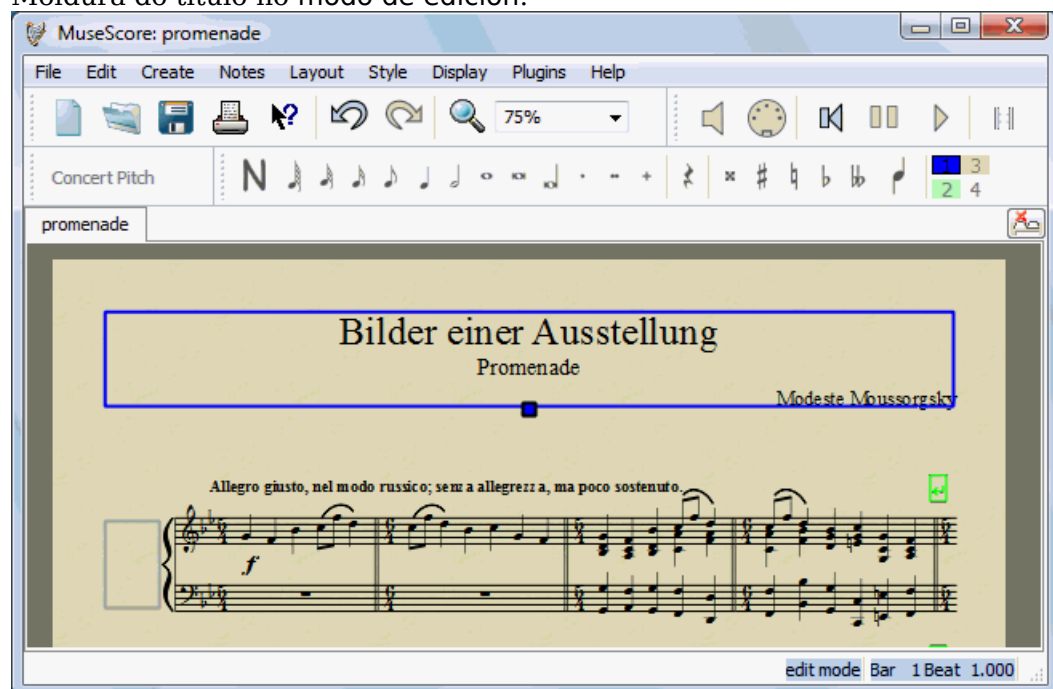 Moldura do título no modo de edición.
MuseScore: promenade
File Edit Create Notes Layout Style Display Plugins Help
75%
Concert Pitch N 1 3
2 4
promenade
Bilder einer Ausstellung
Promenade
Modeste Moussorgsky
Allegro giusto, nel modo russico; senza allegrezza, ma poco sostenuto.
f
edit mode Bar 1 Beat 1.000